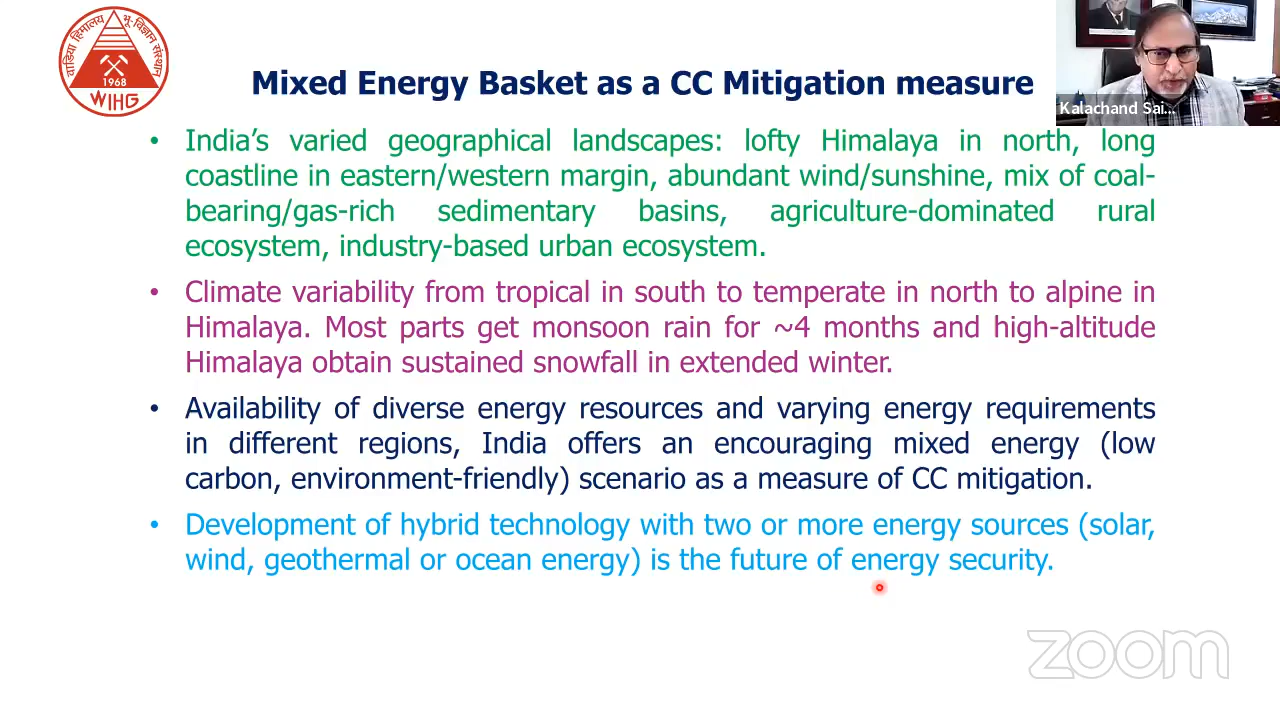 वाडिया हिमालय भू-विज्ञान संस्थान
1968
WIHG
Mixed Energy Basket as a CC Mitigation measure
Kalachand Sai...
• India's varied geographical landscapes: lofty Himalaya in north, long
coastline in eastern/western margin, abundant wind/sunshine, mix of coal-
bearing/gas-rich sedimentary basins, agriculture-dominated rural
ecosystem, industry-based urban ecosystem.
• Climate variability from tropical in south to temperate in north to alpine in
Himalaya. Most parts get monsoon rain for ~4 months and high-altitude
Himalaya obtain sustained snowfall in extended winter.
• Availability of diverse energy resources and varying energy requirements
in different regions, India offers an encouraging mixed energy (low
carbon, environment-friendly) scenario as a measure of CC mitigation.
• Development of hybrid technology with two or more energy sources (solar,
wind, geothermal or ocean energy) is the future of energy security.
zoom